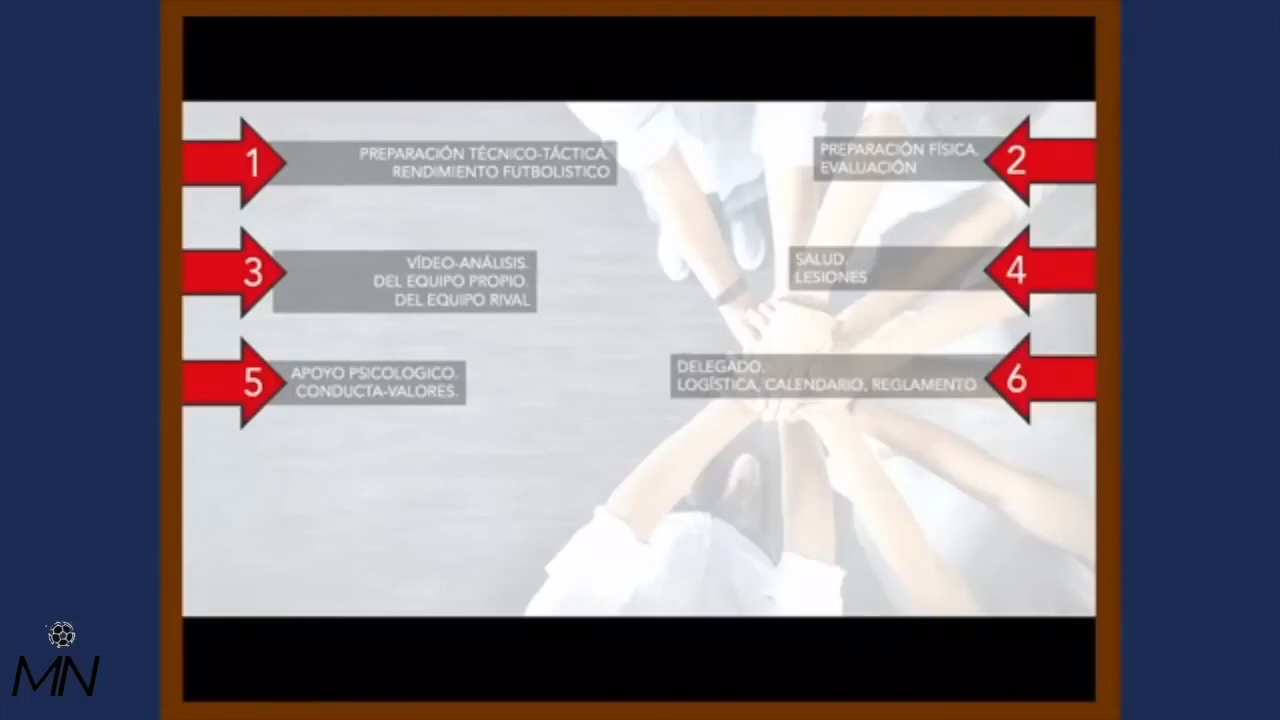 1
PREPARACIÓN TÉCNICO-TÁCTICA.
RENDIMIENTO FUTBOLISTICO
2
PREPARACIÓN FÍSICA.
EVALUACIÓN
3
VÍDEO-ANÁLISIS.
DEL EQUIPO PROPIO.
DEL EQUIPO RIVAL
4
SALUD.
LESIONES
5
APOYO PSICOLOGICO.
CONDUCTA-VALORES.
6
DELEGADO.
LOGÍSTICA, CALENDARIO, REGLAMENTO
MN